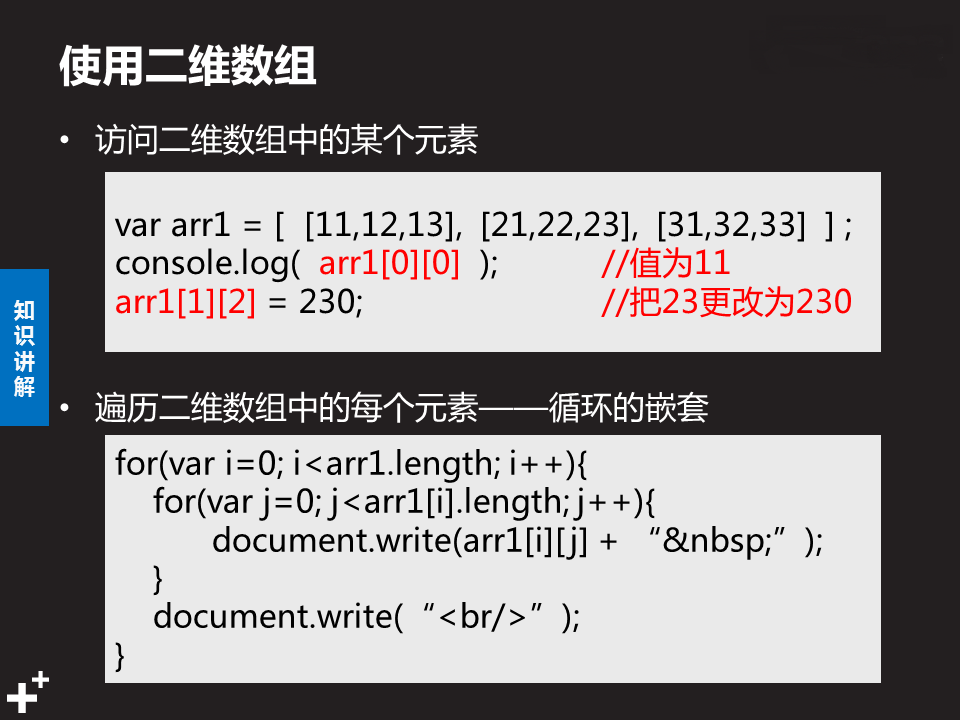 使用二维数组
• 访问二维数组中的某个元素
var arr1 = [ [11,12,13], [21,22,23], [31,32,33] ] ;
console.log( arr1[0][0] ); //值为11
arr1[1][2] = 230; //把23更改为230
知识讲解
• 遍历二维数组中的每个元素——循环的嵌套
for(var i=0; i<arr1.length; i++){
for(var j=0; j<arr1[i].length; j++){
document.write(arr1[i][j] + “&nbsp;”);
}
document.write(“<br/>”);
}